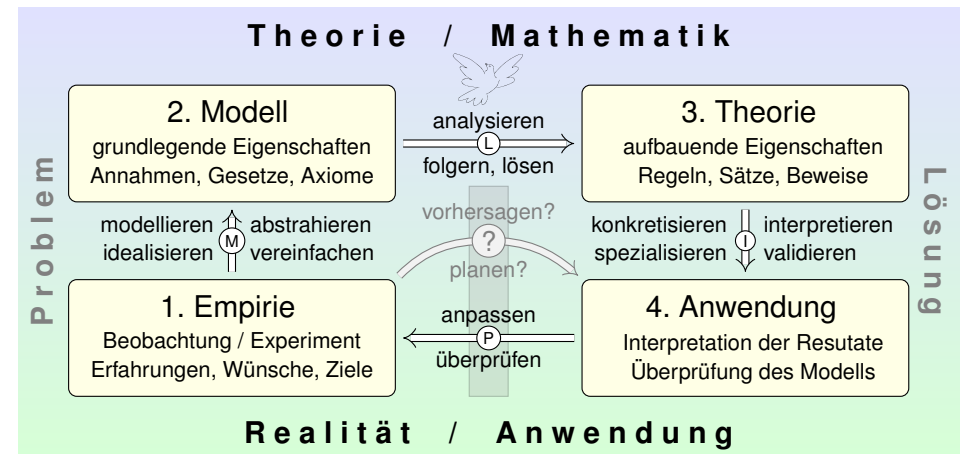 Theorie / Mathematik
Problem
2. Modell
grundlegende Eigenschaften
Annahmen, Gesetze, Axiome
analysieren
L
folgern, lösen
3. Theorie
aufbauende Eigenschaften
Regeln, Sätze, Beweise
Lösung
modellieren
idealisieren
M
abstrahieren
vereinfachen
vorhersagen?
?
planen?
konkretisieren
spezialisieren
I
interpretieren
validieren
1. Empirie
Beobachtung / Experiment
Erfahrungen, Wünsche, Ziele
anpassen
P
überprüfen
4. Anwendung
Interpretation der Resutate
Überprüfung des Modells
Realität / Anwendung